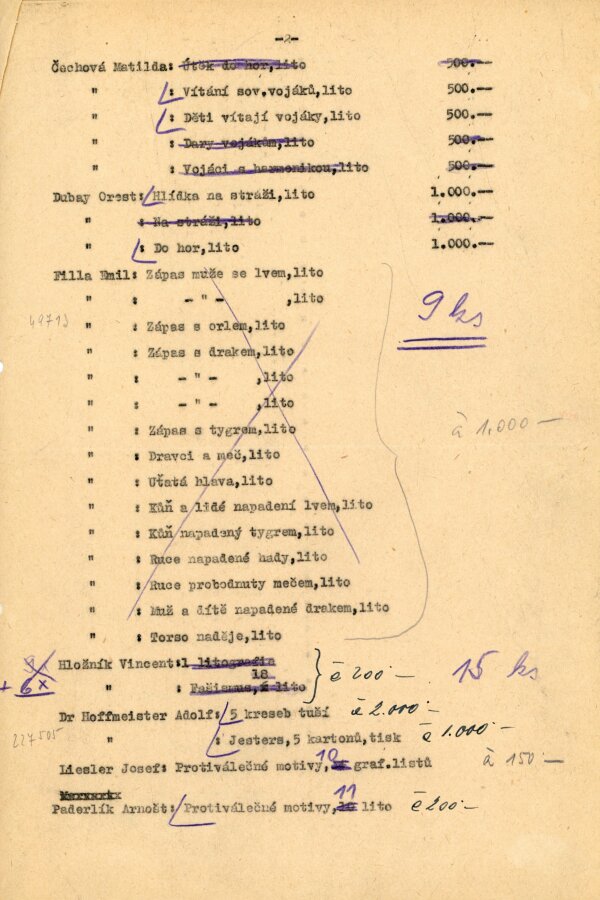 -2-
Čechová Matilda: Útěk do hor,lito 500.--
" : Vítání sov.vojáků,lito 500.--
" : Děti vítají vojáky,lito 500.--
" : Dary vojákům,lito 500.--
" : Vojáci s harmonikou,lito 500.--
Dubay Orest: Hlídka na stráži,lito 1.000.--
" : Na stráži,lito 1.000.--
" : Do hor,lito 1.000.--
Filla Emil: Zápas muže se lvem,lito
" : - " - ,lito 9 ks
49713 " : Zápas s orlem,lito
" : Zápas s drakem,lito
" : - " - ,lito
" : - " - ,lito
" : Zápas s tygrem,lito à 1.000 —
" : Dravci a meč,lito
" : Uťatá hlava,lito
" : Kůň a lidé napadení lvem,lito
" : Kůň napadený tygrem,lito
" : Ruce napadené hady,lito
" : Ruce probodnuty mečem,lito
" : Muž a dítě napadené drakem,lito
" : Torso naděje,lito
Hložník Vincent:1 litografia 15 ks
+ 6x " : Fašismus, 18 lito é 200 —
Dr Hoffmeister Adolf: 5 kreseb tuší é 2.000.—
227505 " : Jesters,5 kartonů,tisk é 1.000.—
Liesler Josef: Protiválečné motivy,10 graf.listů à 150.—
Paderlík Arnošt: Protiválečné motivy,11 lito é 200.—